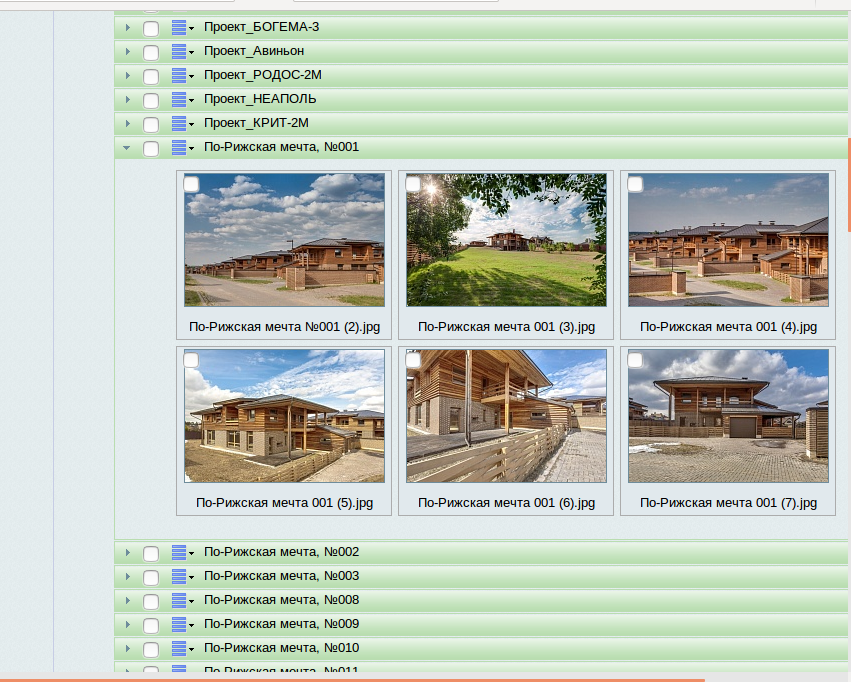 Проект_БОГЕМА-3
Проект_Авиньон
Проект_РОДОС-2М
Проект_НЕАПОЛЬ
Проект_КРИТ-2М
По-Рижская мечта, №001
По-Рижская мечта №001 (2).jpg
По-Рижская мечта 001 (3).jpg
По-Рижская мечта 001 (4).jpg
По-Рижская мечта 001 (5).jpg
По-Рижская мечта 001 (6).jpg
По-Рижская мечта 001 (7).jpg
По-Рижская мечта, №002
По-Рижская мечта, №003
По-Рижская мечта, №008
По-Рижская мечта, №009
По-Рижская мечта, №010
По-Рижская мечта, №011